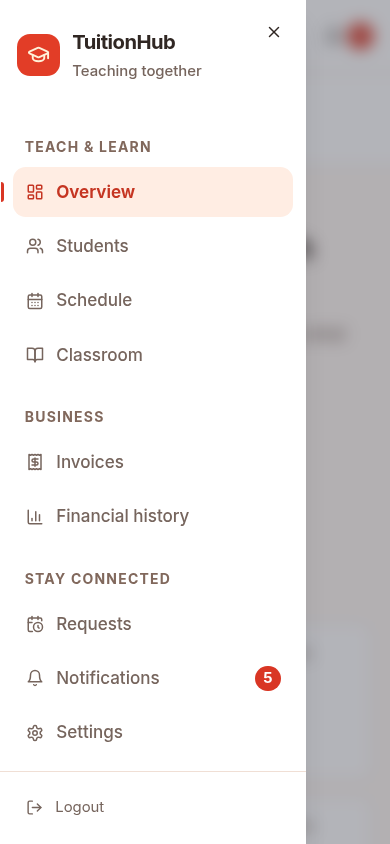 TuitionHub
Teaching together
TEACH & LEARN
Overview
Students
Schedule
Classroom
BUSINESS
Invoices
Financial history
STAY CONNECTED
Requests
Notifications 5
Settings
Logout